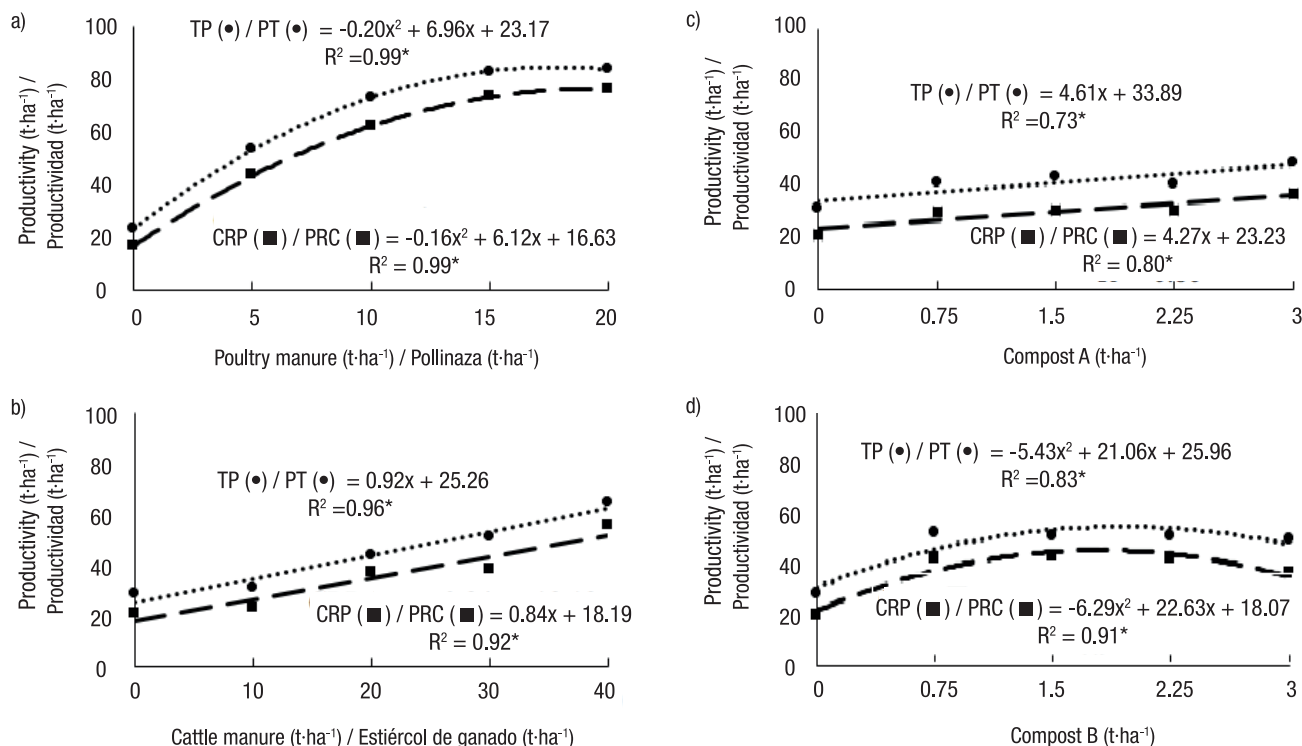 a)
Productivity (t·ha⁻¹) /
Productividad (t·ha⁻¹)
100
80
60
40
20
0
TP (●) / PT (●) = -0.20x² + 6.96x + 23.17
R² =0.99*
CRP (■) / PRC (■) = -0.16x² + 6.12x + 16.63
R² = 0.99*
0 5 10 15 20
Poultry manure (t·ha⁻¹) / Pollinaza (t·ha⁻¹)
b)
Productivity (t·ha⁻¹) /
Productividad (t·ha⁻¹)
100
80
60
40
20
0
TP (●) / PT (●) = 0.92x + 25.26
R² =0.96*
CRP (■) / PRC (■) = 0.84x + 18.19
R² = 0.92*
0 10 20 30 40
Cattle manure (t·ha⁻¹) / Estiércol de ganado (t·ha⁻¹)
c)
Productivity (t·ha⁻¹) /
Productividad (t·ha⁻¹)
100
80
60
40
20
0
TP (●) / PT (●) = 4.61x + 33.89
R² =0.73*
CRP (■) / PRC (■) = 4.27x + 23.23
R² = 0.80*
0 0.75 1.5 2.25 3
Compost A (t·ha⁻¹)
d)
Productivity (t·ha⁻¹) /
Productividad (t·ha⁻¹)
100
80
60
40
20
0
TP (●) / PT (●) = -5.43x² + 21.06x + 25.96
R² =0.83*
CRP (■) / PRC (■) = -6.29x² + 22.63x + 18.07
R² = 0.91*
0 0.75 1.5 2.25 3
Compost B (t·ha⁻¹)